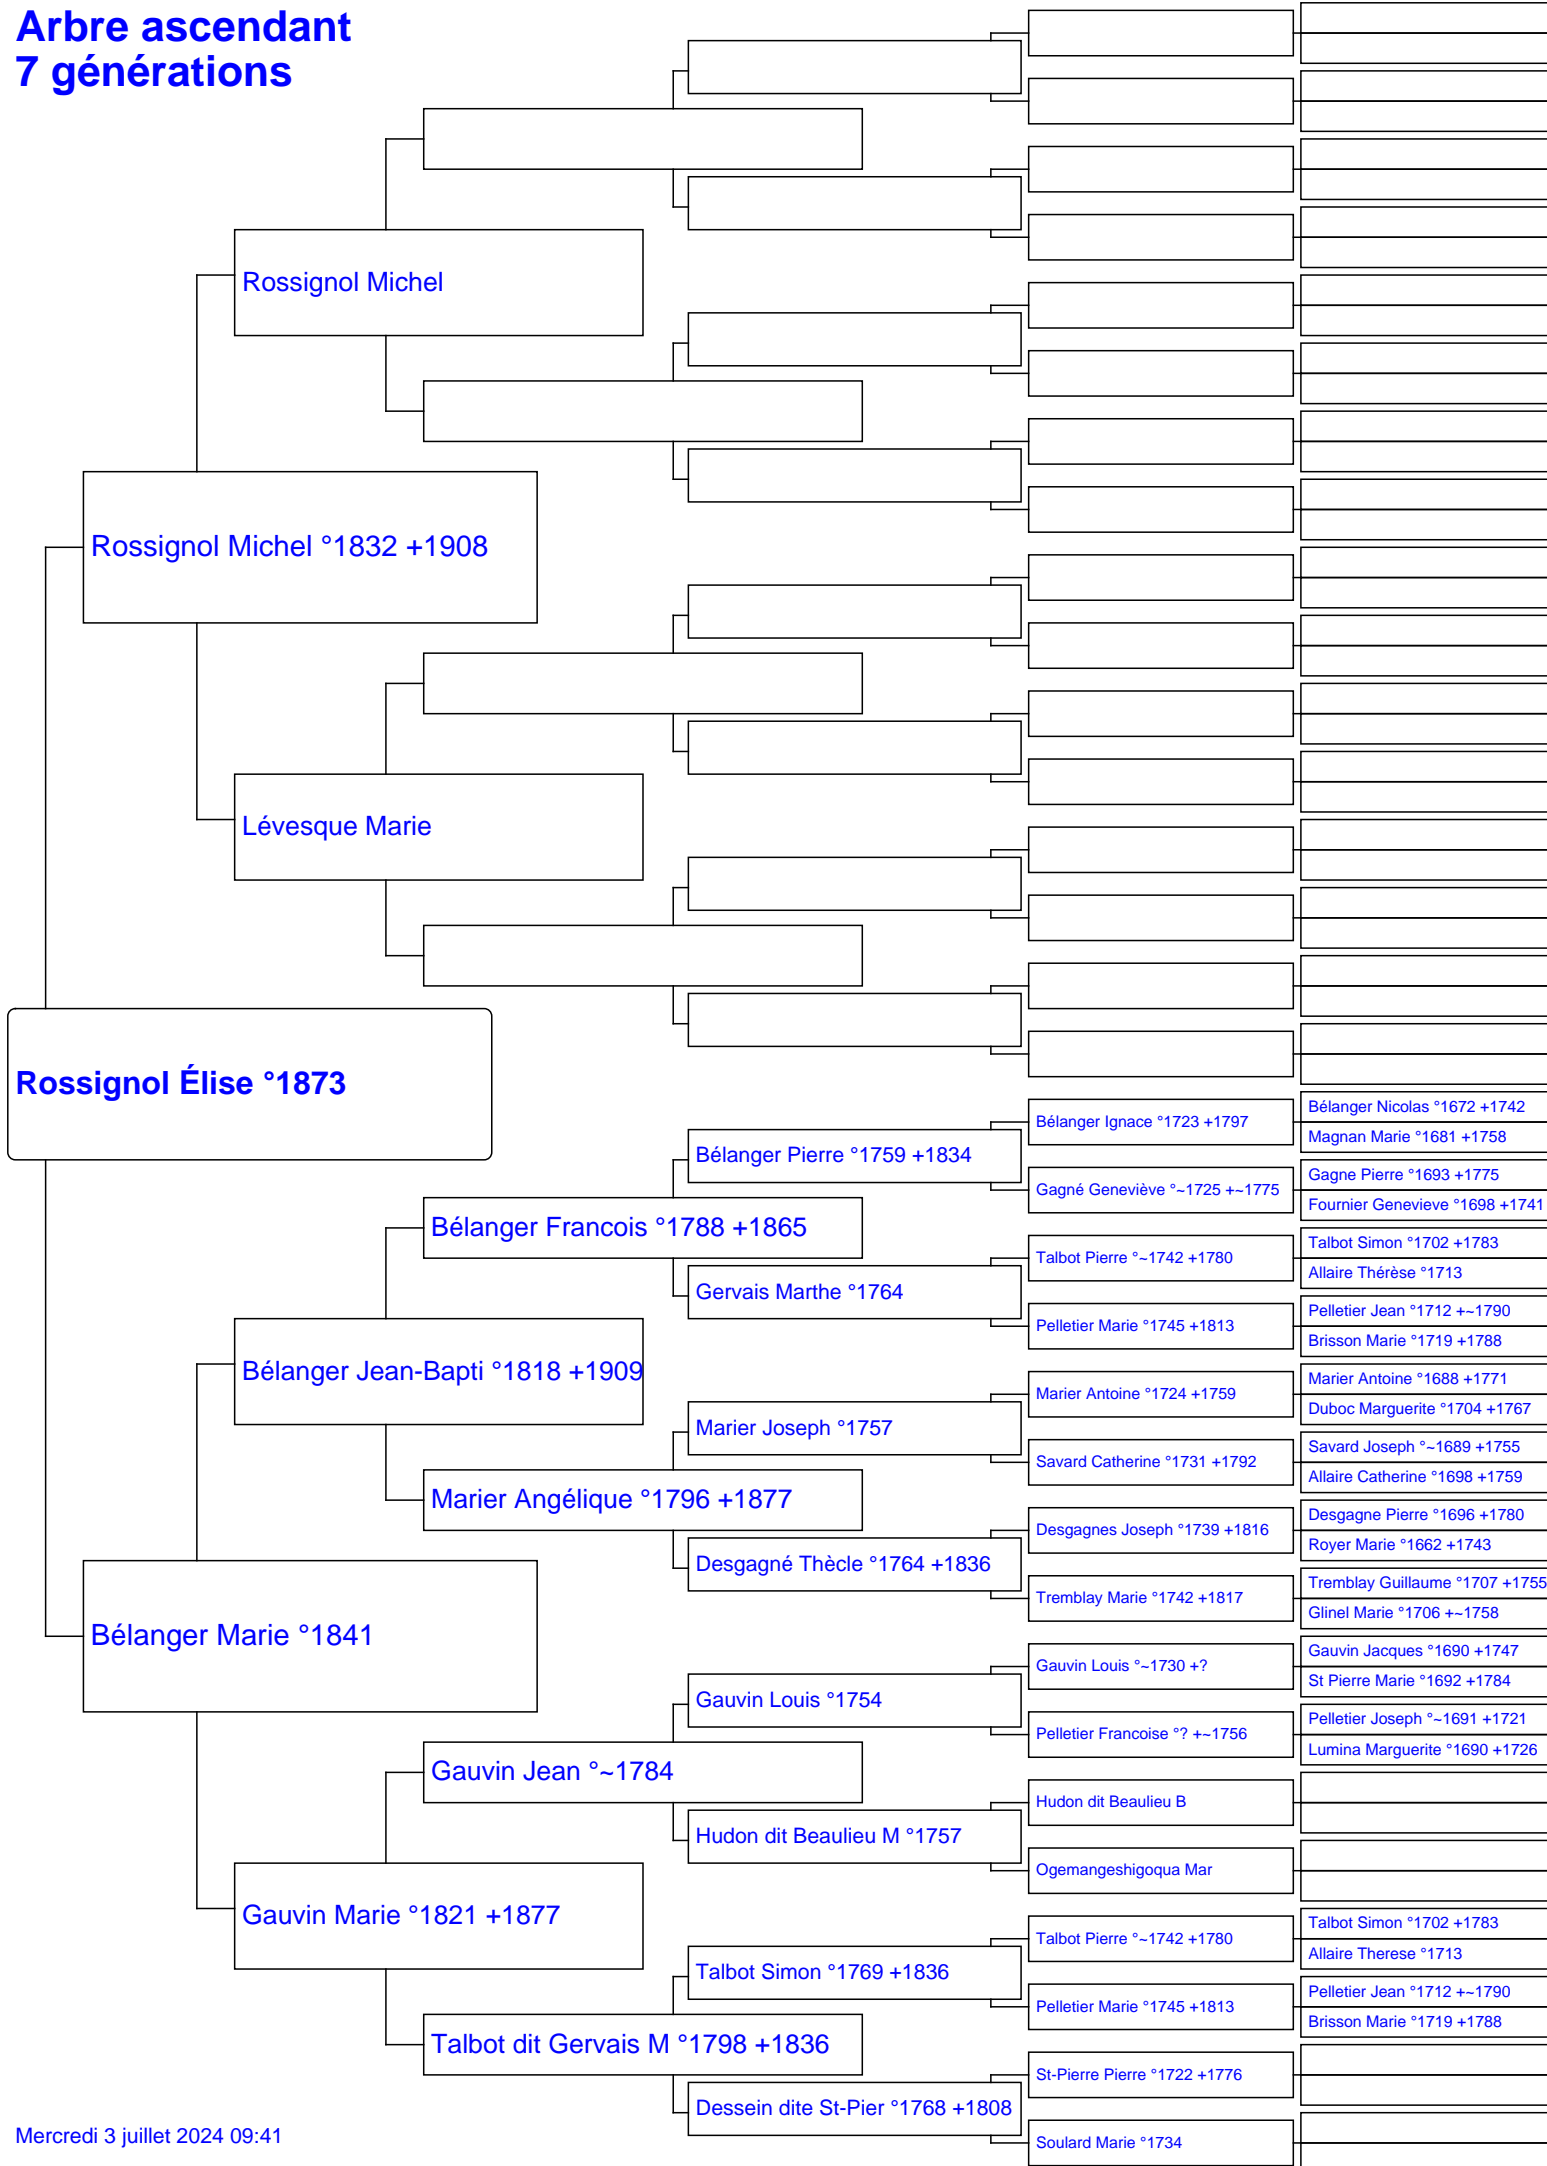 Arbre ascendant
7 générations
Rossignol Michel
Rossignol Michel °1832 +1908
Lévesque Marie
Rossignol Élise °1873
Bélanger Nicolas °1672 +1742
Bélanger Ignace °1723 +1797
Magnan Marie °1681 +1758
Bélanger Pierre °1759 +1834
Gagne Pierre °1693 +1775
Gagné Geneviève °~1725 +~1775
Fournier Genevieve °1698 +1741
Bélanger Francois °1788 +1865
Talbot Simon °1702 +1783
Talbot Pierre °~1742 +1780
Allaire Thérèse °1713
Gervais Marthe °1764
Pelletier Jean °1712 +~1790
Pelletier Marie °1745 +1813
Brisson Marie °1719 +1788
Bélanger Jean-Bapti °1818 +1909
Marier Antoine °1688 +1771
Marier Antoine °1724 +1759
Duboc Marguerite °1704 +1767
Marier Joseph °1757
Savard Joseph °~1689 +1755
Savard Catherine °1731 +1792
Allaire Catherine °1698 +1759
Marier Angélique °1796 +1877
Desgagne Pierre °1696 +1780
Desgagnes Joseph °1739 +1816
Royer Marie °1662 +1743
Desgagné Thècle °1764 +1836
Tremblay Guillaume °1707 +1755
Tremblay Marie °1742 +1817
Glinel Marie °1706 +~1758
Bélanger Marie °1841
Gauvin Jacques °1690 +1747
Gauvin Louis °~1730 +?
St Pierre Marie °1692 +1784
Gauvin Louis °1754
Pelletier Joseph °~1691 +1721
Pelletier Francoise °? +~1756
Lumina Marguerite °1690 +1726
Gauvin Jean °~1784
Hudon dit Beaulieu B
Hudon dit Beaulieu M °1757
Ogemangeshigoqua Mar
Gauvin Marie °1821 +1877
Talbot Simon °1702 +1783
Talbot Pierre °~1742 +1780
Allaire Therese °1713
Talbot Simon °1769 +1836
Pelletier Jean °1712 +~1790
Pelletier Marie °1745 +1813
Brisson Marie °1719 +1788
Talbot dit Gervais M °1798 +1836
St-Pierre Pierre °1722 +1776
Dessein dite St-Pier °1768 +1808
Soulard Marie °1734
Mercredi 3 juillet 2024 09:41